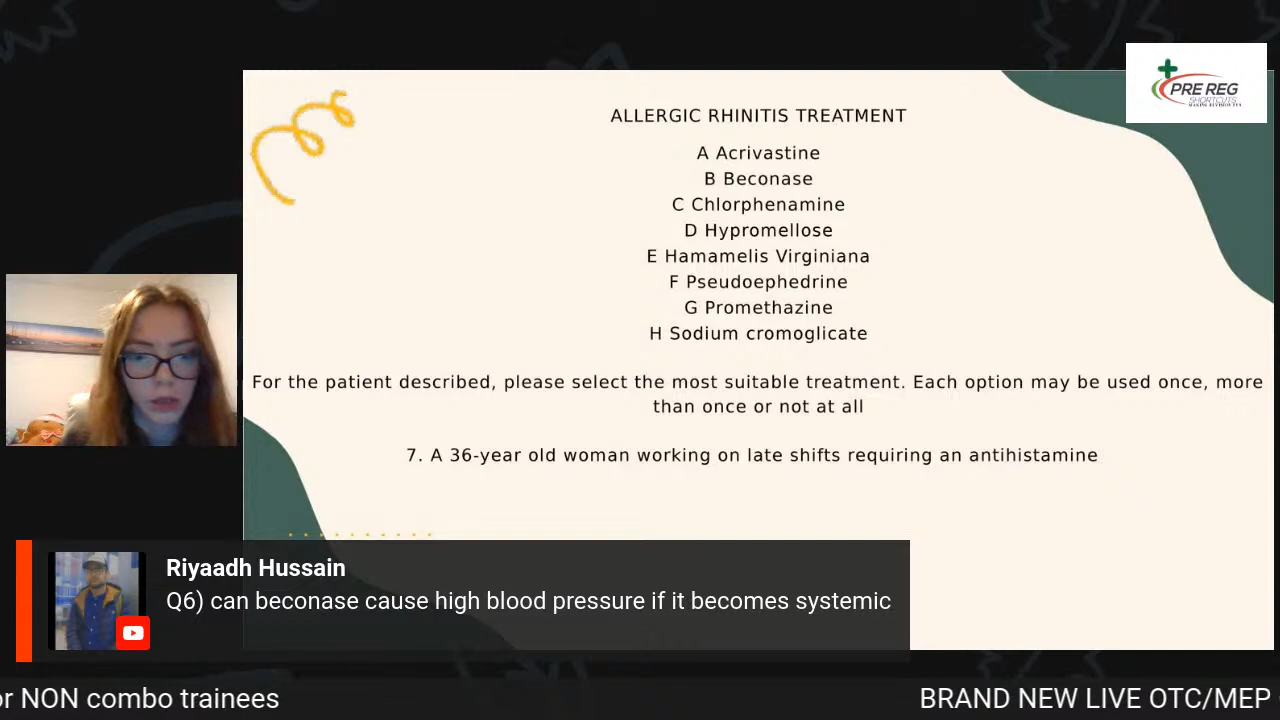 PRE REG
SHORTCUTS
ALLERGIC RHINITIS TREATMENT
A Acrivastine
B Beconase
C Chlorphenamine
D Hypromellose
E Hamamelis Virginiana
F Pseudoephedrine
G Promethazine
H Sodium cromoglicate
For the patient described, please select the most suitable treatment. Each option may be used once, more
than once or not at all
7. A 36-year old woman working on late shifts requiring an antihistamine
Riyaadh Hussain
Q6) can beconase cause high blood pressure if it becomes systemic
or NON combo trainees
BRAND NEW LIVE OTC/MEP